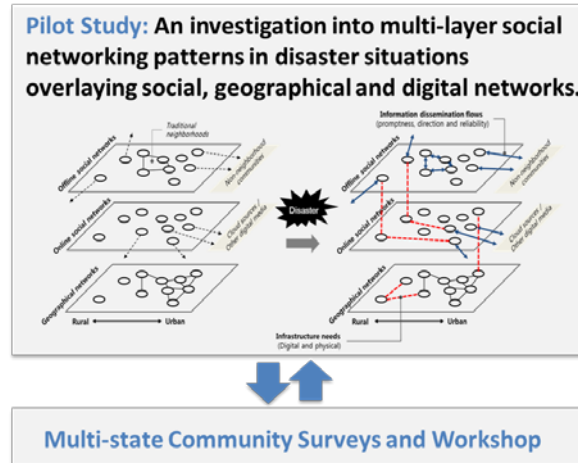 Pilot Study: An investigation into multi-layer social
networking patterns in disaster situations
overlaying social, geographical and digital networks.
Traditional
neighborhoods
Offline social networks
Non-neighborhood
communities
Online social networks
Cloud sources /
Other digital media
Geographical networks
Rural
Urban
Disaster
Information dissemination flows
(promptness, direction and reliability)
Offline social networks
Non-neighborhood
communities
Online social networks
Cloud sources /
Other digital media
Geographical networks
Rural
Urban
Infrastructure needs
(Digital and physical)
Multi-state Community Surveys and Workshop